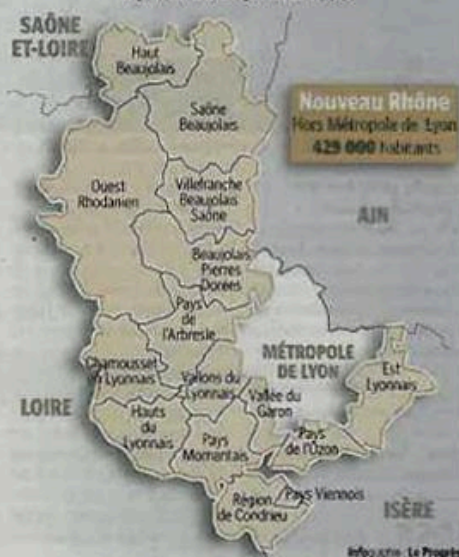 SAÔNE
ET-LOIRE
Haut
Beaujolais
Saône
Beaujolais
Nouveau Rhône
Hors Métropole de Lyon
429 000 habitants
Ouest
Rhodanien
Villefranche
Beaujolais
Saône
AIN
Beaujolais
Pierres
Dorées
Pays
de
l'Arbresle
MÉTROPOLE
DE LYON
Est
Lyonnais
Chamousset
Lyonnais
Vallons du
Lyonnais
Vallée du
Garon
LOIRE
Hauts
du
Lyonnais
Pays
Mornantais
Pays
de l'Ozon
Région
de Condrieu
Pays Viennois
ISÈRE
Le Progrès